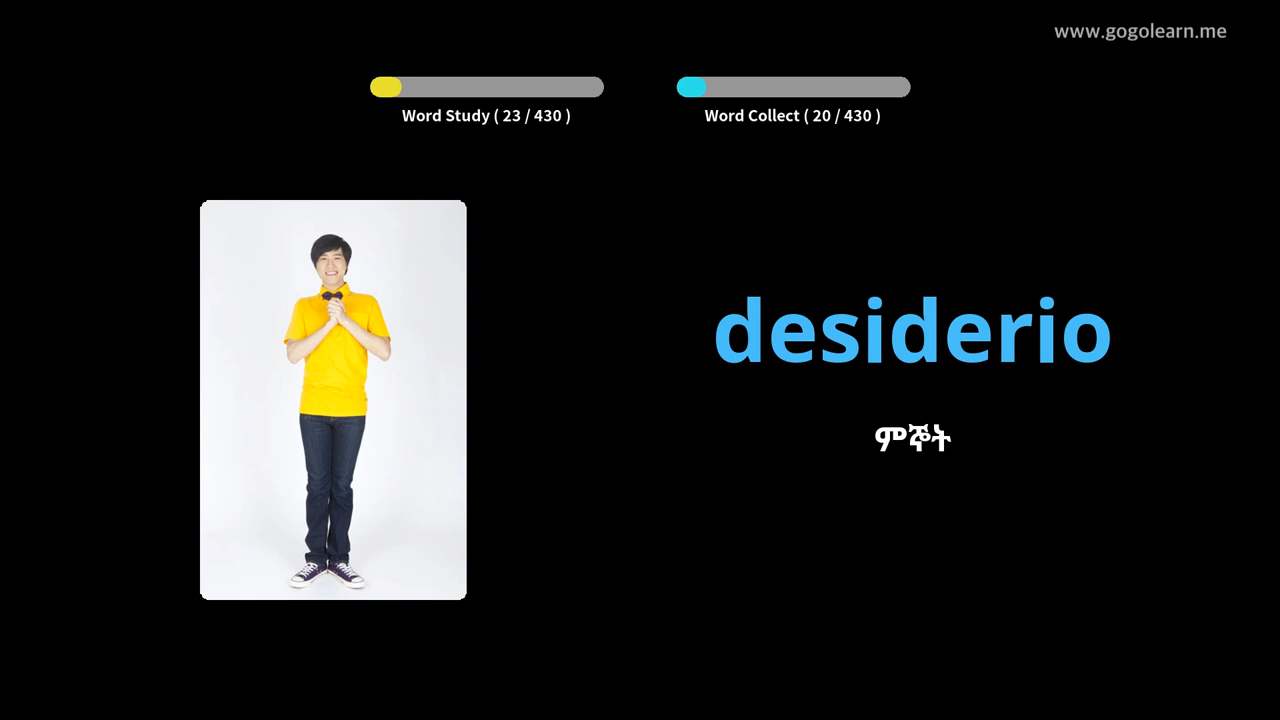 www.gogolearn.me
Word Study ( 23 / 430 )
Word Collect ( 20 / 430 )
desiderio
ምኞት